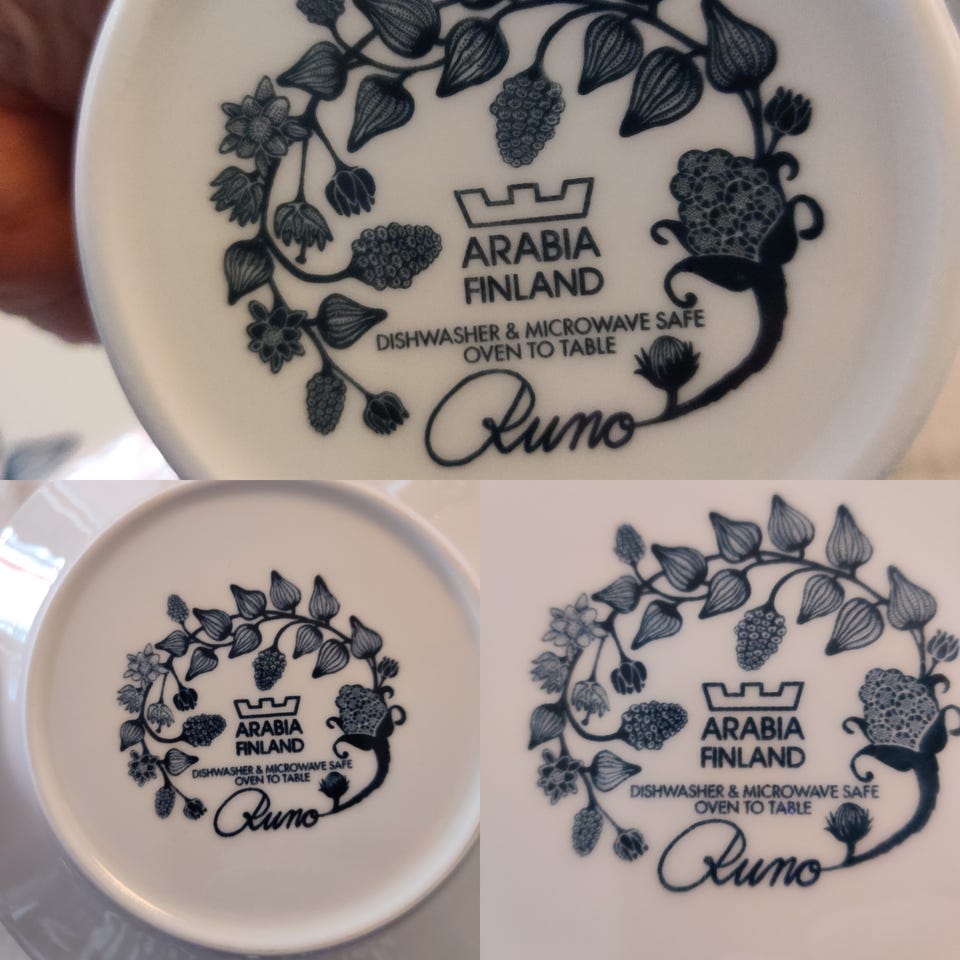 ARABIA
FINLAND
DISHWASHER & MICROWAVE SAFE
OVEN TO TABLE
Runo
ARABIA
FINLAND
DISHWASHER & MICROWAVE SAFE
OVEN TO TABLE
Runo
ARABIA
FINLAND
DISHWASHER & MICROWAVE SAFE
OVEN TO TABLE
Runo